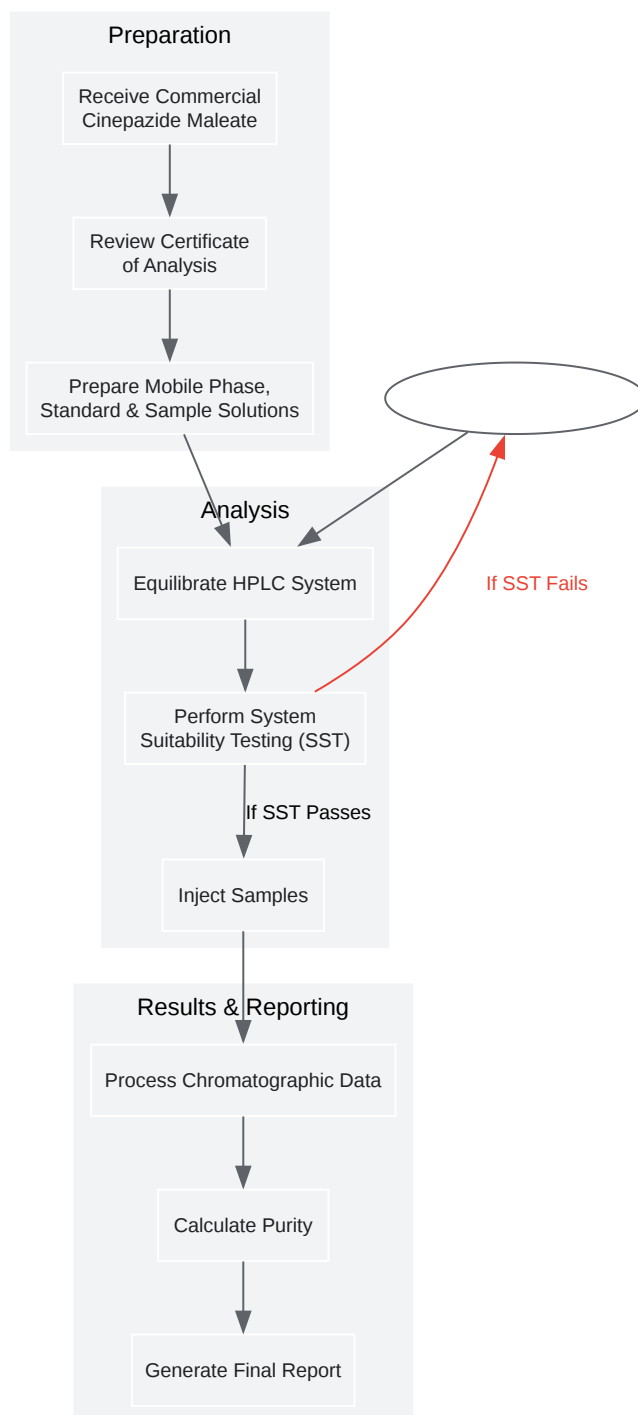 Preparation
Receive Commercial
Cinepazide Maleate
Review Certificate
of Analysis
Prepare Mobile Phase,
Standard & Sample Solutions
Analysis
Equilibrate HPLC System
If SST Fails
Perform System
Suitability Testing (SST)
If SST Passes
Inject Samples
Results & Reporting
Process Chromatographic Data
Calculate Purity
Generate Final Report